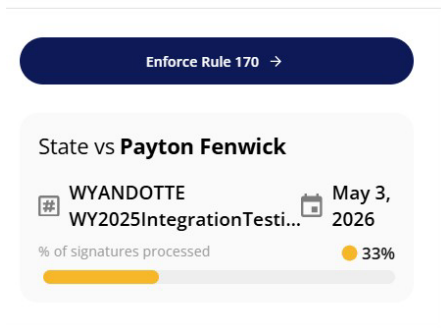 Enforce Rule 170 →
State vs Payton Fenwick
WYANDOTTE
WY2025IntegrationTesti...
May 3,
2026
% of signatures processed
33%